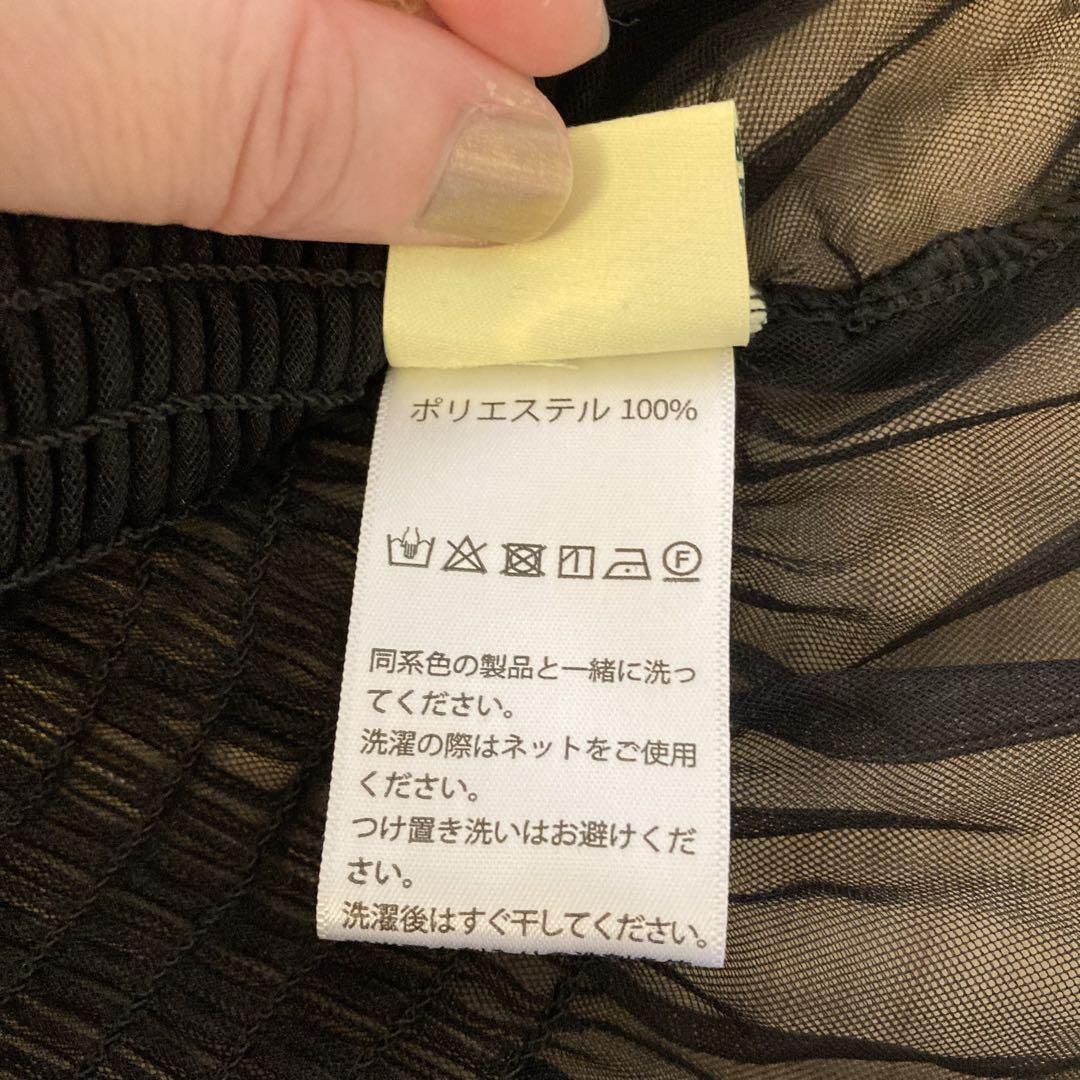 ポリエステル 100%
F
同系色の製品と一緒に洗っ
てください。
洗濯の際はネットをご使用
ください。
つけ置き洗いはお避けくだ
さい。
洗濯後はすぐ干してください。